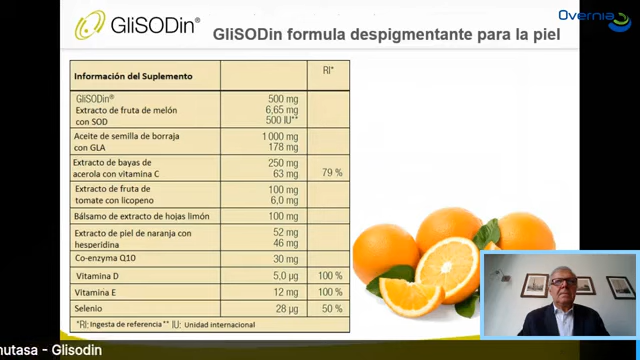 GliSODin®
GliSODin formula despigmentante para la piel
Overnia
Información del Suplemento
RI*
GliSODin® 500 mg
Extracto de fruta de melón 6,65 mg
con SOD 500 IU**
Aceite de semilla de borraja 1 000 mg
con GLA 178 mg
Extracto de bayas de 250 mg
acerola con vitamina C 63 mg 79 %
Extracto de fruta de 100 mg
tomate con licopeno 6,0 mg
Bálsamo de extracto de hojas limón 100 mg
Extracto de piel de naranja con 52 mg
hesperidina 46 mg
Co-enzyma Q10 30 mg
Vitamina D 5,0 µg 100 %
Vitamina E 12 mg 100 %
Selenio 28 µg 50 %
*RI: Ingesta de referencia** IU: Unidad internacional
nutasa - Glisodin